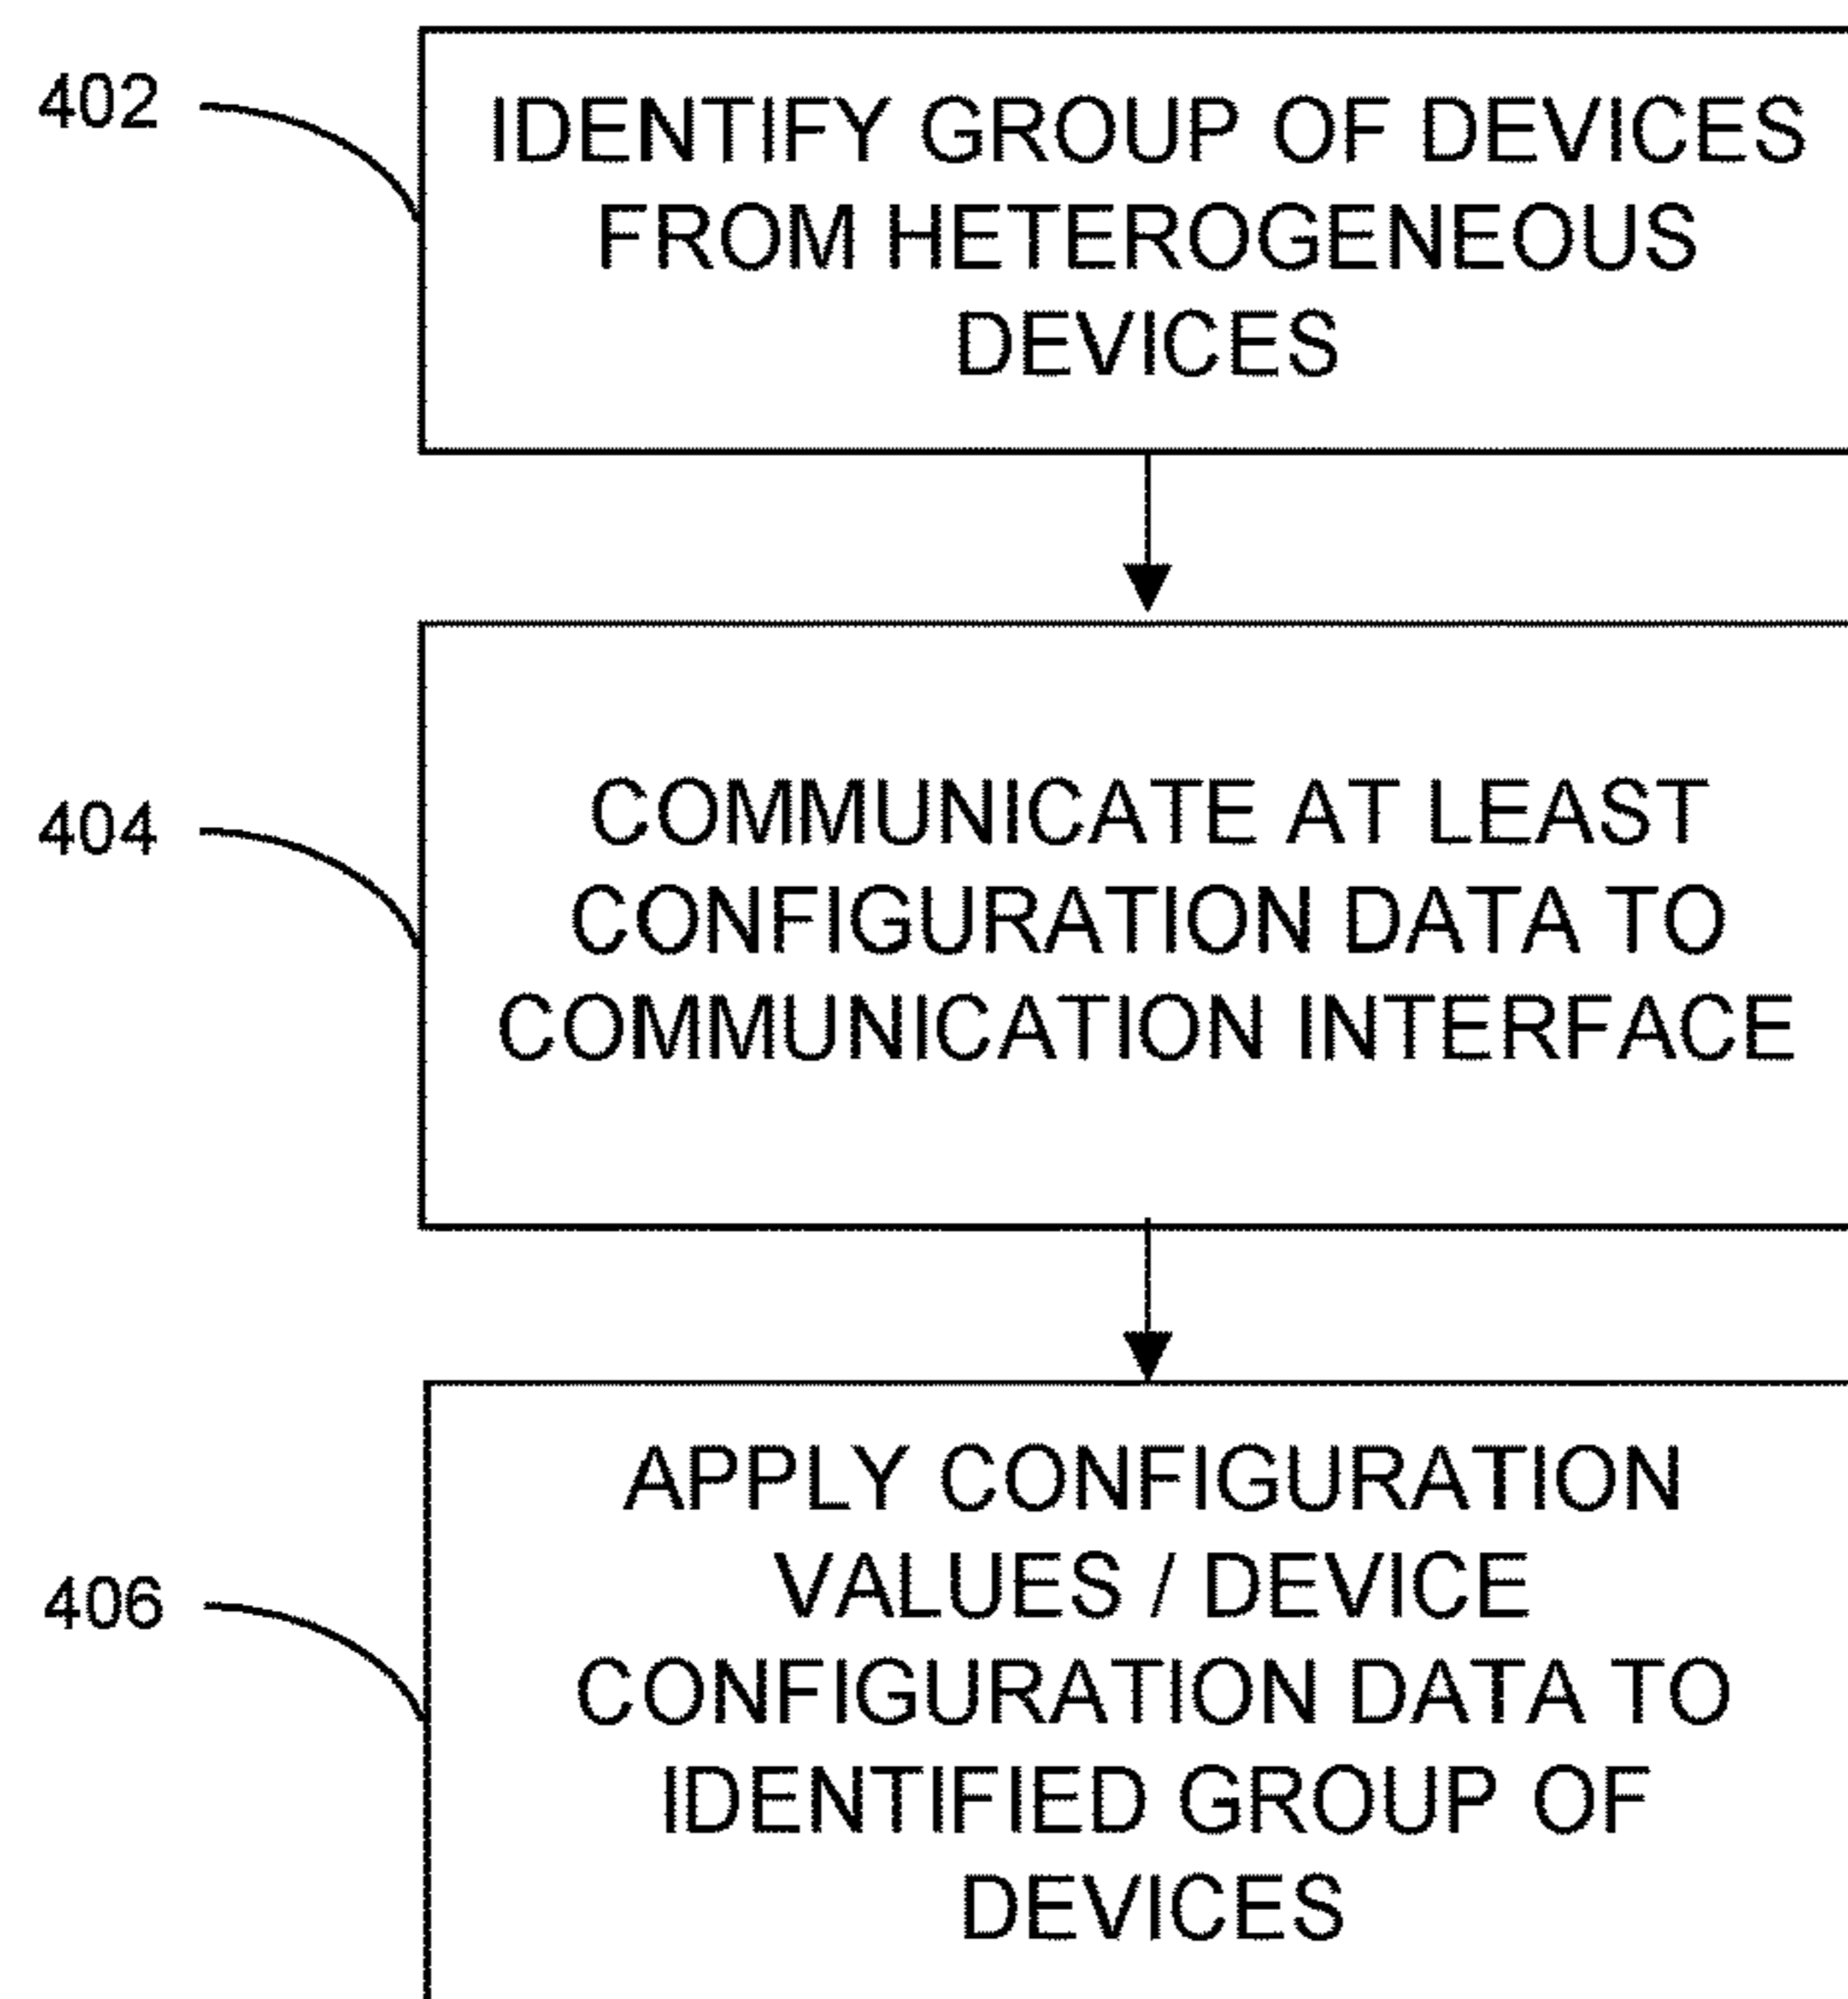 402
IDENTIFY GROUP OF DEVICES
FROM HETEROGENEOUS
DEVICES
404
COMMUNICATE AT LEAST
CONFIGURATION DATA TO
COMMUNICATION INTERFACE
406
APPLY CONFIGURATION
VALUES / DEVICE
CONFIGURATION DATA TO
IDENTIFIED GROUP OF
DEVICES